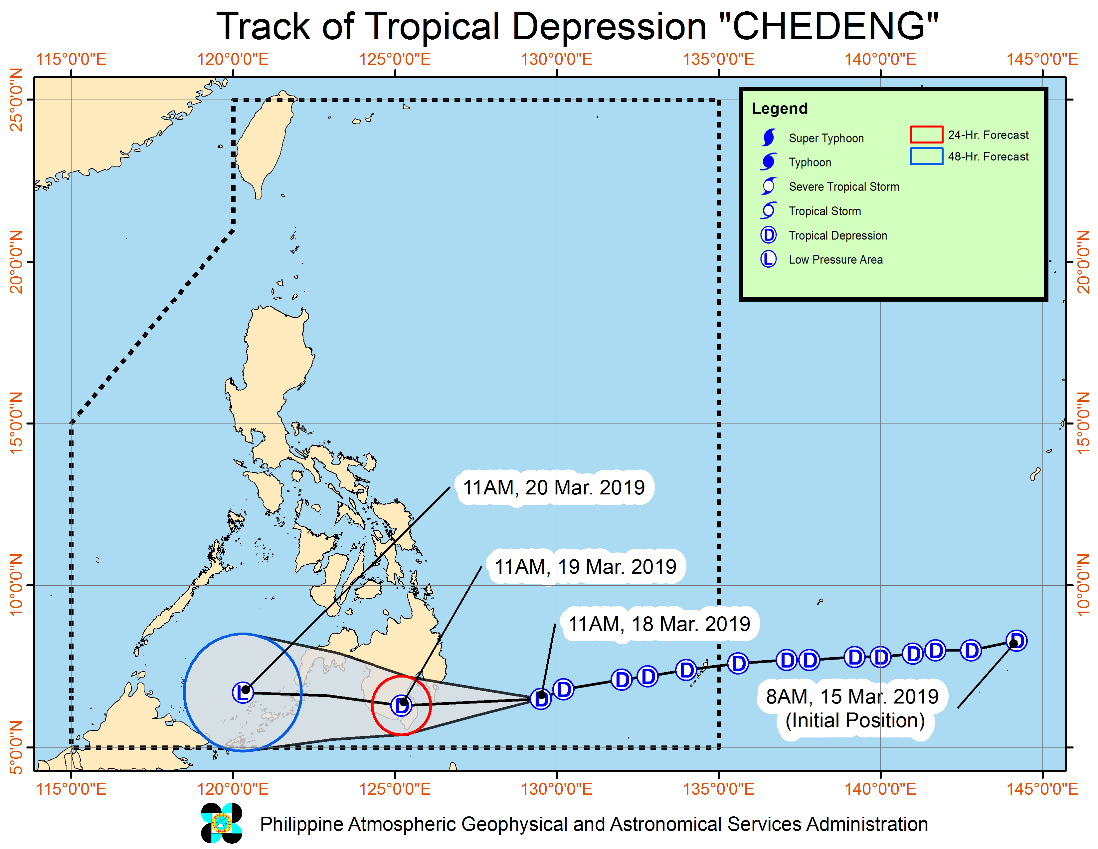 Track of Tropical Depression "CHEDENG"
115°0'0"E 120°0'0"E 125°0'0"E 130°0'0"E 135°0'0"E 140°0'0"E 145°0'0"E
25°0'0"N
20°0'0"N
15°0'0"N
10°0'0"N
5°0'0"N
Legend
Super Typhoon
Typhoon
Severe Tropical Storm
Tropical Storm
D Tropical Depression
L Low Pressure Area
24-Hr. Forecast
48-Hr. Forecast
20°0'0"N
15°0'0"N
10°0'0"N
5°0'0"N
11AM, 20 Mar. 2019
11AM, 19 Mar. 2019
11AM, 18 Mar. 2019
8AM, 15 Mar. 2019
(Initial Position)
L D D D D D D D D D D D D D D D
115°0'0"E 120°0'0"E 125°0'0"E 130°0'0"E 135°0'0"E 140°0'0"E 145°0'0"E
Philippine Atmospheric Geophysical and Astronomical Services Administration